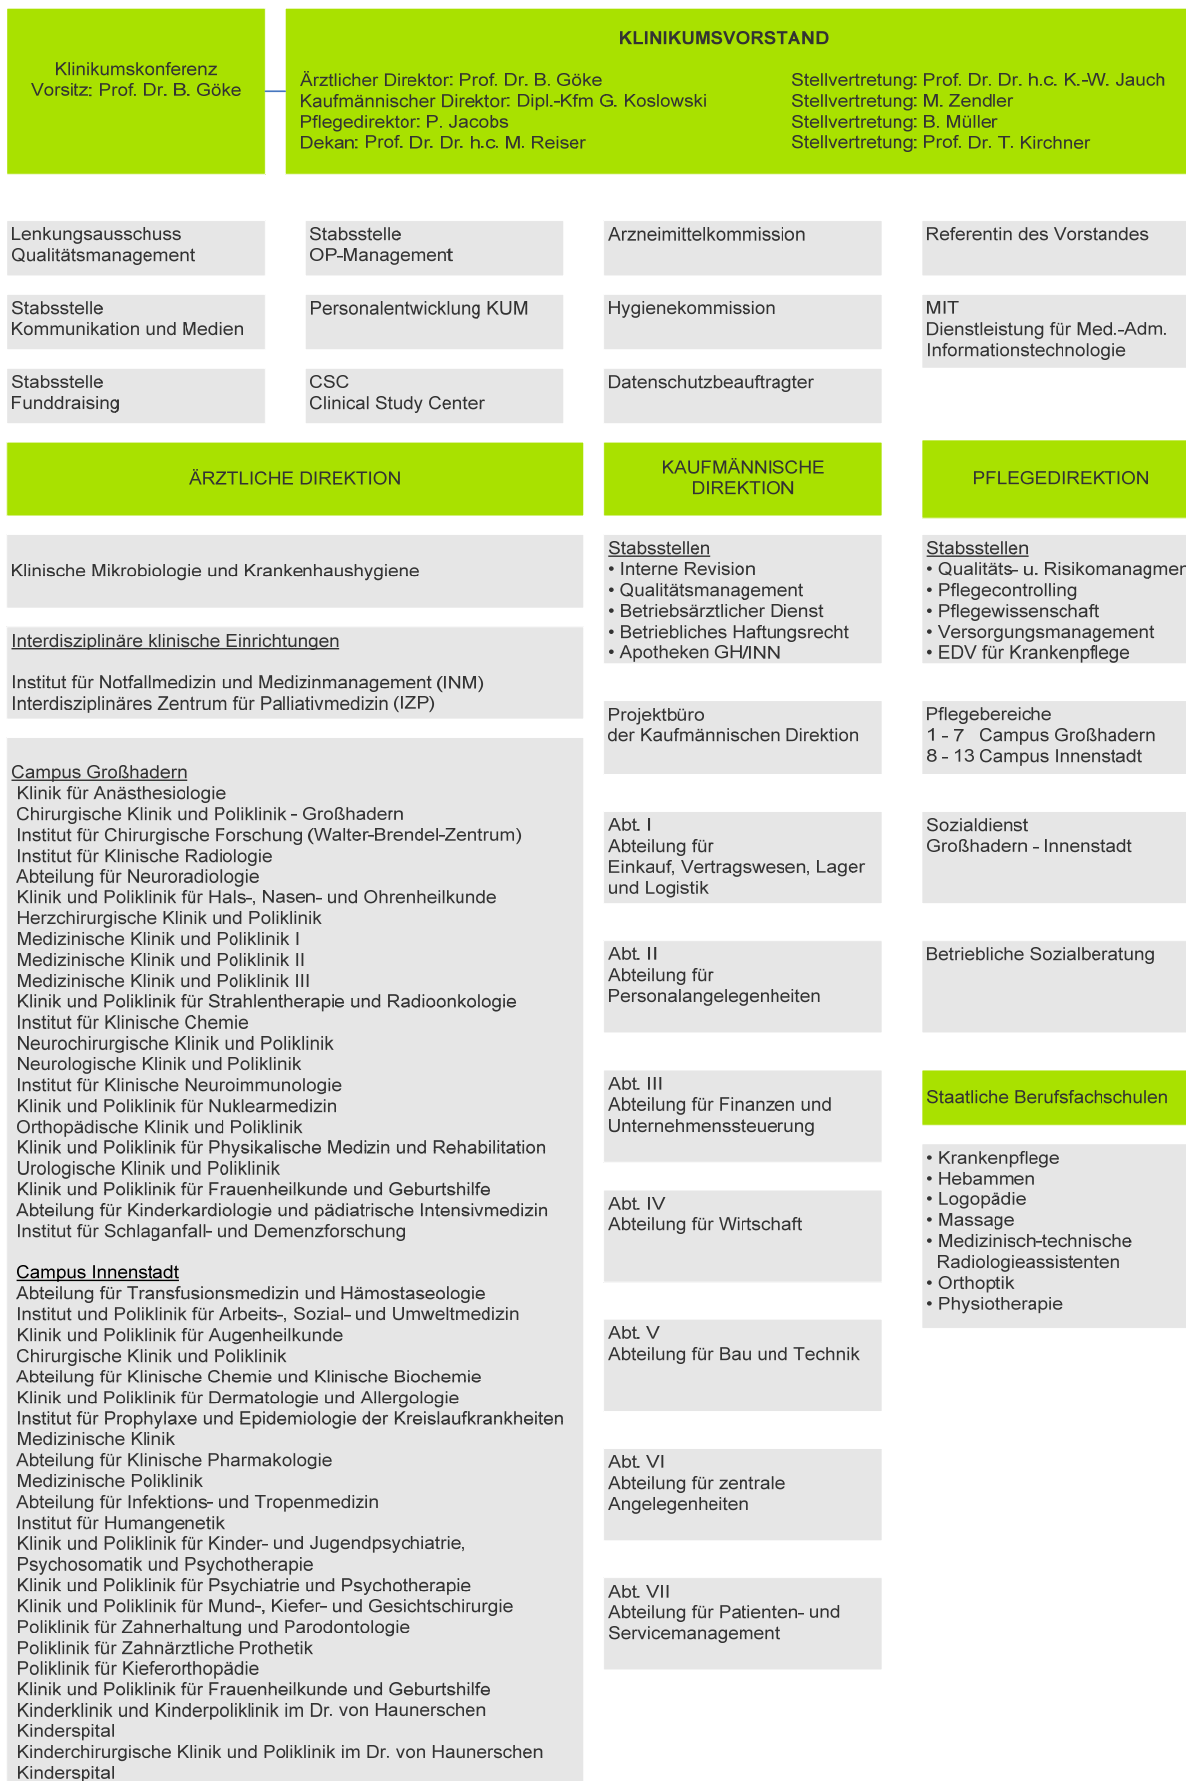 Klinikumskonferenz
Vorsitz: Prof. Dr. B. Göke
KLINIKUMSVORSTAND
Ärztlicher Direktor: Prof. Dr. B. Göke
Stellvertretung: Prof. Dr. Dr. h.c. K.-W. Jauch
Kaufmännischer Direktor: Dipl.-Kfm G. Koslowski
Stellvertretung: M. Zendler
Pflegedirektor: P. Jacobs
Stellvertretung: B. Müller
Dekan: Prof. Dr. Dr. h.c. M. Reiser
Stellvertretung: Prof. Dr. T. Kirchner
Lenkungsausschuss
Qualitätsmanagement
Stabsstelle
OP-Management
Arzneimittelkommission
Referentin des Vorstandes
Stabsstelle
Kommunikation und Medien
Personalentwicklung KUM
Hygienekommission
MIT
Dienstleistung für Med.-Adm.
Informationstechnologie
Stabsstelle
Funddraising
CSC
Clinical Study Center
Datenschutzbeauftragter
ÄRZTLICHE DIREKTION
Klinische Mikrobiologie und Krankenhaushygiene
Interdisziplinäre klinische Einrichtungen
Institut für Notfallmedizin und Medizinmanagement (INM)
Interdisziplinäres Zentrum für Palliativmedizin (IZP)
Campus Großhadern
Klinik für Anästhesiologie
Chirurgische Klinik und Poliklinik - Großhadern
Institut für Chirurgische Forschung (Walter-Brendel-Zentrum)
Institut für Klinische Radiologie
Abteilung für Neuroradiologie
Klinik und Poliklinik für Hals-, Nasen- und Ohrenheilkunde
Herzchirurgische Klinik und Poliklinik
Medizinische Klinik und Poliklinik I
Medizinische Klinik und Poliklinik II
Medizinische Klinik und Poliklinik III
Klinik und Poliklinik für Strahlentherapie und Radioonkologie
Institut für Klinische Chemie
Neurochirurgische Klinik und Poliklinik
Neurologische Klinik und Poliklinik
Institut für Klinische Neuroimmunologie
Klinik und Poliklinik für Nuklearmedizin
Orthopädische Klinik und Poliklinik
Klinik und Poliklinik für Physikalische Medizin und Rehabilitation
Urologische Klinik und Poliklinik
Klinik und Poliklinik für Frauenheilkunde und Geburtshilfe
Abteilung für Kinderkardiologie und pädiatrische Intensivmedizin
Institut für Schlaganfall- und Demenzforschung
Campus Innenstadt
Abteilung für Transfusionsmedizin und Hämostaseologie
Institut und Poliklinik für Arbeits-, Sozial- und Umweltmedizin
Klinik und Poliklinik für Augenheilkunde
Chirurgische Klinik und Poliklinik
Abteilung für Klinische Chemie und Klinische Biochemie
Klinik und Poliklinik für Dermatologie und Allergologie
Institut für Prophylaxe und Epidemiologie der Kreislaufkrankheiten
Medizinische Klinik
Abteilung für Klinische Pharmakologie
Medizinische Poliklinik
Abteilung für Infektions- und Tropenmedizin
Institut für Humangenetik
Klinik und Poliklinik für Kinder- und Jugendpsychiatrie,
Psychosomatik und Psychotherapie
Klinik und Poliklinik für Psychiatrie und Psychotherapie
Klinik und Poliklinik für Mund-, Kiefer- und Gesichtschirurgie
Poliklinik für Zahnerhaltung und Parodontologie
Poliklinik für Zahnärztliche Prothetik
Poliklinik für Kieferorthopädie
Klinik und Poliklinik für Frauenheilkunde und Geburtshilfe
Kinderklinik und Kinderpoliklinik im Dr. von Haunerschen
Kinderspital
Kinderchirurgische Klinik und Poliklinik im Dr. von Haunerschen
Kinderspital
KAUFMÄNNISCHE
DIREKTION
Stabsstellen
• Interne Revision
• Qualitätsmanagement
• Betriebsärztlicher Dienst
• Betriebliches Haftungsrecht
• Apotheken GH/INN
Projektbüro
der Kaufmännischen Direktion
Abt. I
Abteilung für
Einkauf, Vertragswesen, Lager
und Logistik
Abt. II
Abteilung für
Personalangelegenheiten
Abt. III
Abteilung für Finanzen und
Unternehmenssteuerung
Abt. IV
Abteilung für Wirtschaft
Abt. V
Abteilung für Bau und Technik
Abt. VI
Abteilung für zentrale
Angelegenheiten
Abt. VII
Abteilung für Patienten- und
Servicemanagement
PFLEGEDIREKTION
Stabsstellen
• Qualitäts- u. Risikomanagmen
• Pflegecontrolling
• Pflegewissenschaft
• Versorgungsmanagement
• EDV für Krankenpflege
Pflegebereiche
1 - 7 Campus Großhadern
8 - 13 Campus Innenstadt
Sozialdienst
Großhadern - Innenstadt
Betriebliche Sozialberatung
Staatliche Berufsfachschulen
• Krankenpflege
• Hebammen
• Logopädie
• Massage
• Medizinisch-technische
Radiologieassistenten
• Orthoptik
• Physiotherapie